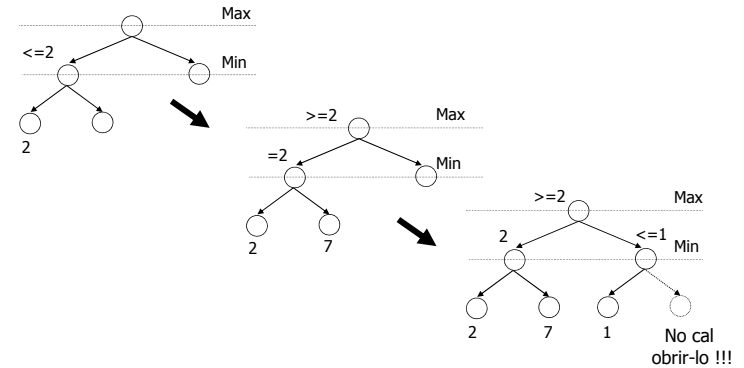 Max
<=2
Min
2
>=2
Max
=2
Min
2
7
>=2
Max
2
<=1
Min
2
7
1
No cal
obrir-lo !!!